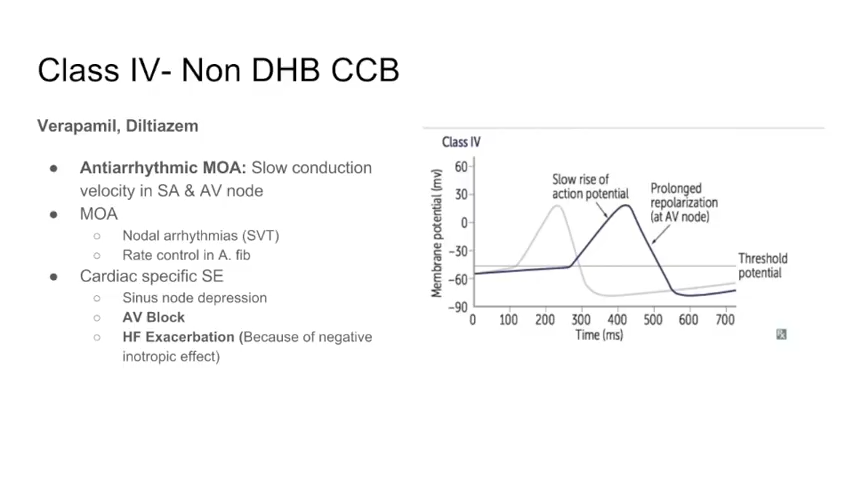 Class IV- Non DHB CCB
Verapamil, Diltiazem
● Antiarrhythmic MOA: Slow conduction
velocity in SA & AV node
● MOA
○ Nodal arrhythmias (SVT)
○ Rate control in A. fib
● Cardiac specific SE
○ Sinus node depression
○ AV Block
○ HF Exacerbation (Because of negative
inotropic effect)
Class IV
Membrane potential (mv)
60
30
0
−30
−60
−90
Slow rise of
action potential
Prolonged
repolarization
(at AV node)
Threshold
potential
0 100 200 300 400 500 600 700
Time (ms)